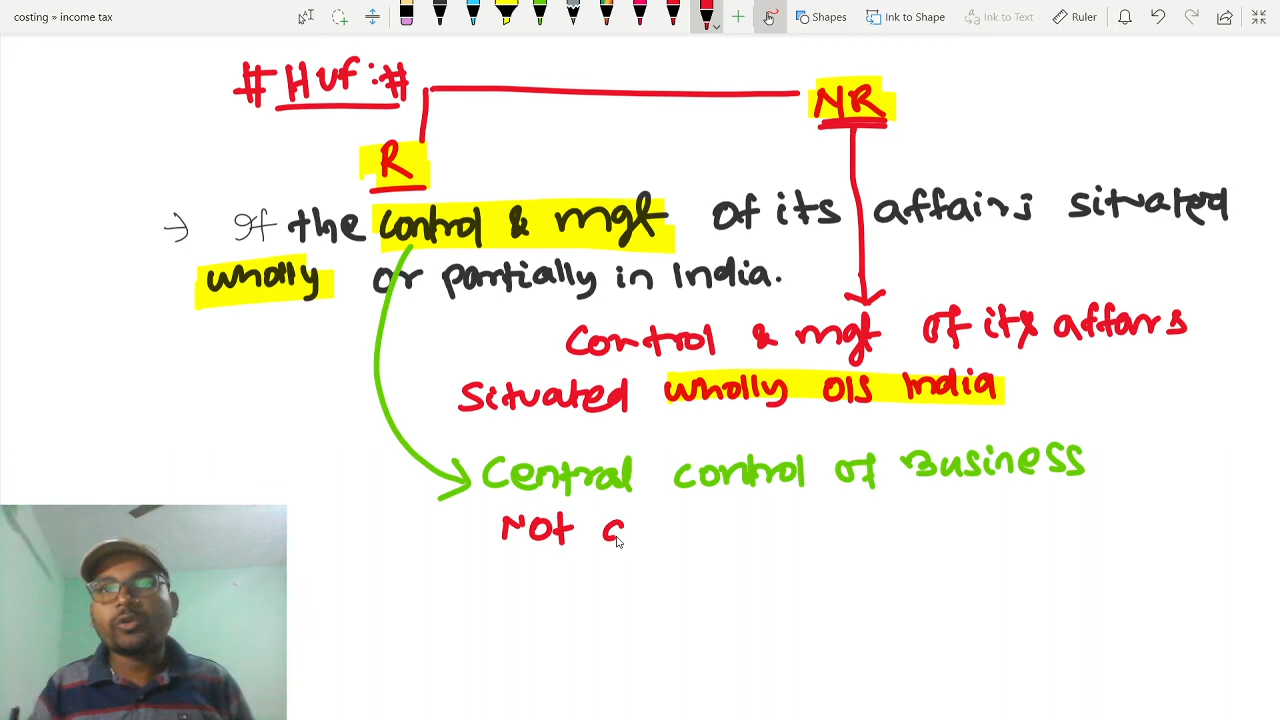 costing » income tax
Shapes
Ink to Shape
Ink to Text
Ruler
# Huf :#
NR
R
→ If the control & mgt of its affairs situated
wholly or partially in India.
control & mgt of its affars
Situated wholly OIS India
Central control of Business
Not c